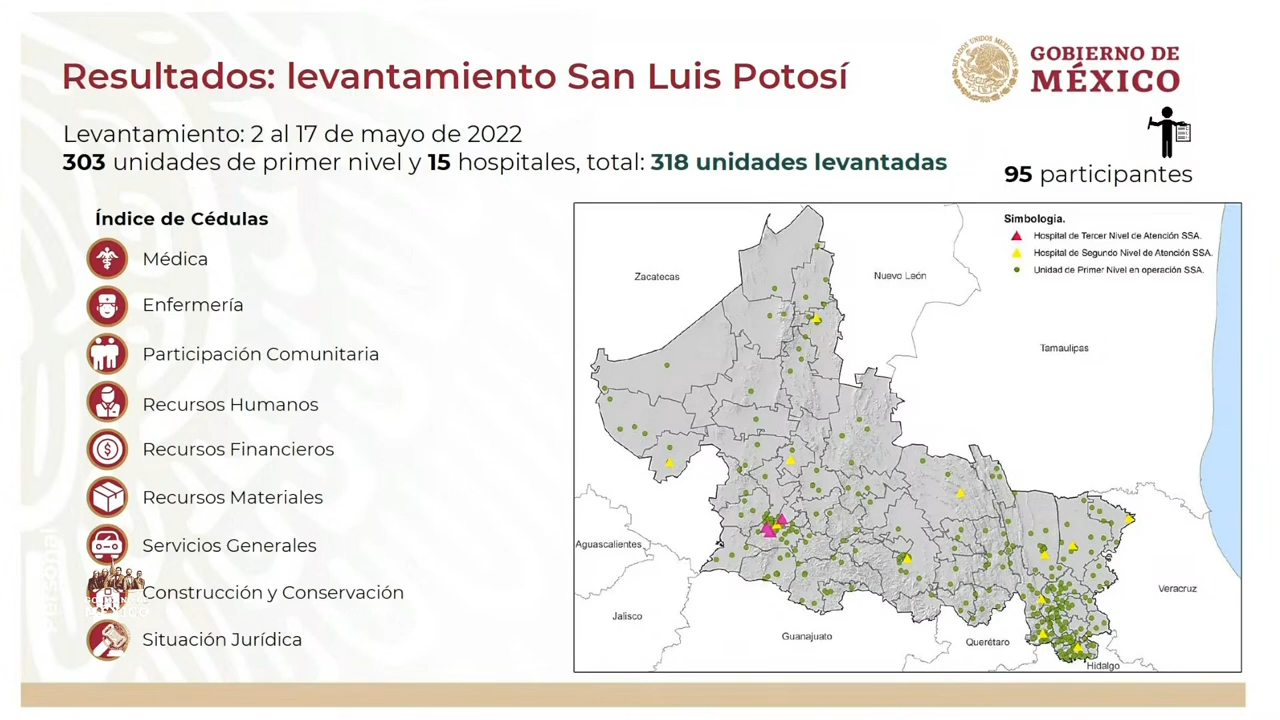 Resultados: levantamiento San Luis Potosí
GOBIERNO DE
MÉXICO
Levantamiento: 2 al 17 de mayo de 2022
303 unidades de primer nivel y 15 hospitales, total: 318 unidades levantadas
95 participantes
Índice de Cédulas
Médica
Enfermería
Participación Comunitaria
Recursos Humanos
Recursos Financieros
Recursos Materiales
Servicios Generales
Construcción y Conservación
Situación Jurídica
Simbología.
Hospital de Tercer Nivel de Atención SSA.
Hospital de Segundo Nivel de Atención SSA.
Unidad de Primer Nivel en operación SSA.
Zacatecas
Nuevo León
Tamaulipas
Aguascalientes
Jalisco
Guanajuato
Querétaro
Hidalgo
Veracruz
ESTADOS UNIDOS MEXICANOS